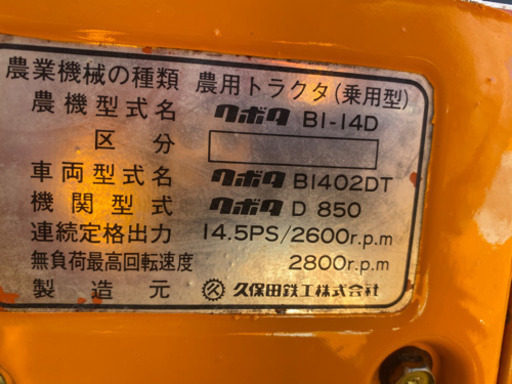 農業機械の種類 農用トラクタ(乗用型)
農機型式名 クボタ B1-14D
区分
車両型式名 クボタ B1402DT
機関型式 クボタ D 850
連続定格出力 14.5PS/2600r.p.m
無負荷最高回転速度 2800r.p.m
製造元 久保田鉄工株式会社